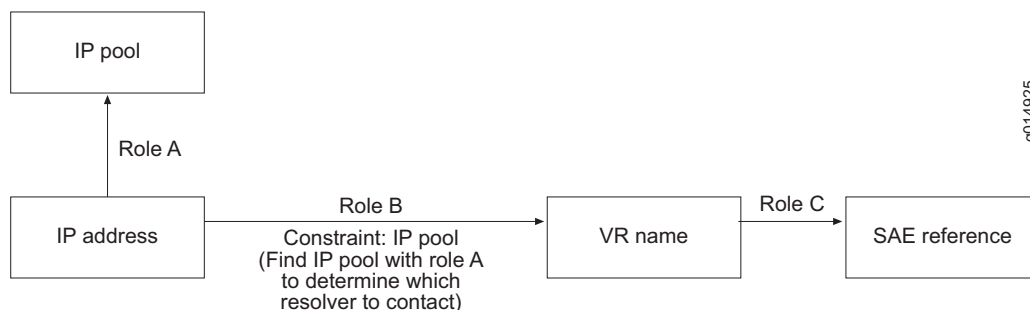 IP pool
Role A
IP address
Role B
Constraint: IP pool
(Find IP pool with role A
to determine which
resolver to contact)
VR name
Role C
SAE reference
g014925